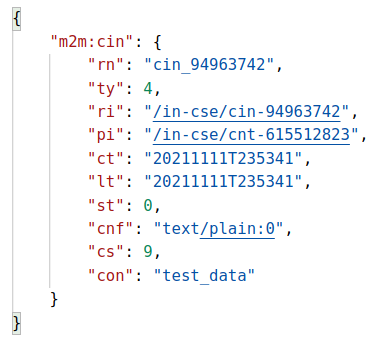 {
    "m2m:cin": {
        "rn": "cin_94963742",
        "ty": 4,
        "ri": "/in-cse/cin-94963742",
        "pi": "/in-cse/cnt-615512823",
        "ct": "20211111T235341",
        "lt": "20211111T235341",
        "st": 0,
        "cnf": "text/plain:0",
        "cs": 9,
        "con": "test_data"
    }
}